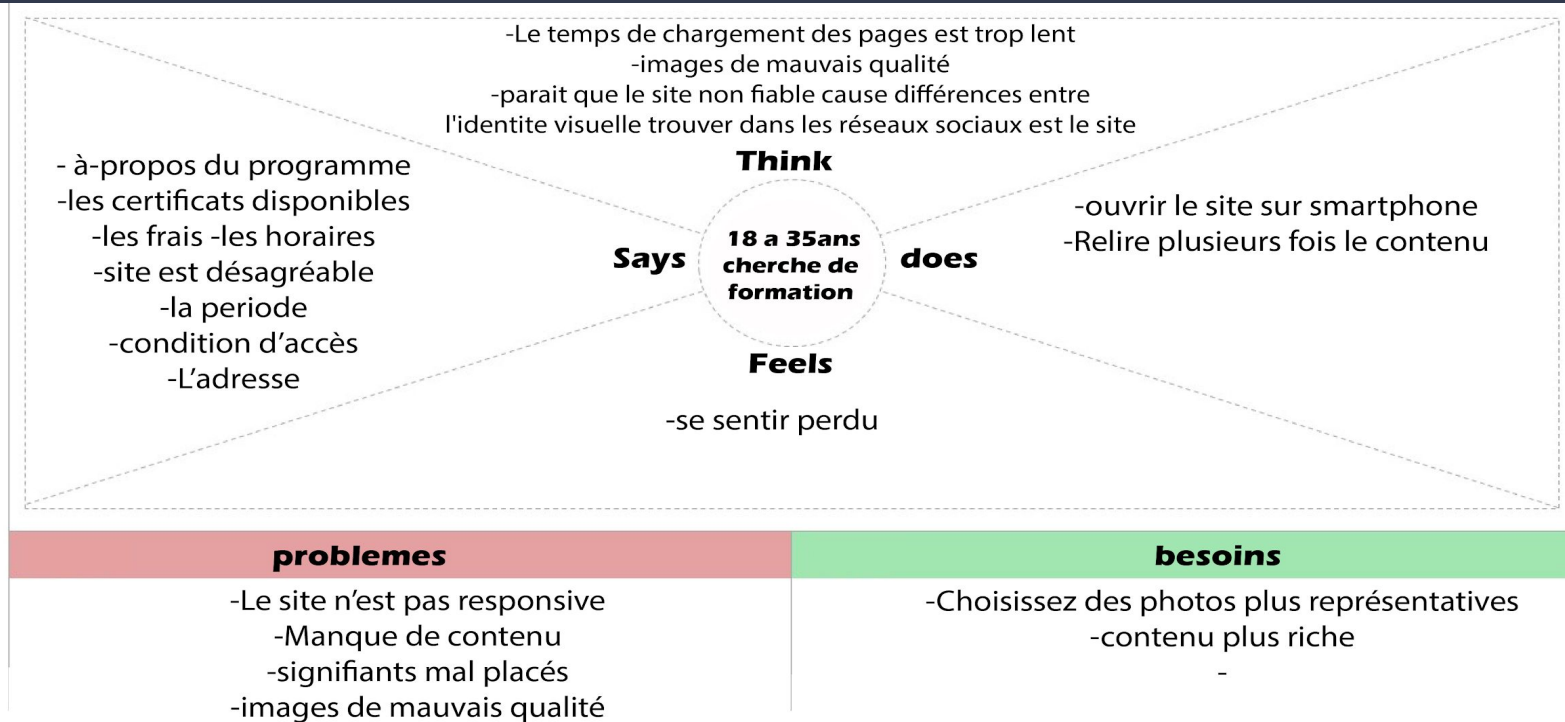 -Le temps de chargement des pages est trop lent
-images de mauvais qualité
-parait que le site non fiable cause différences entre
l'identite visuelle trouver dans les réseaux sociaux est le site
Think
- à-propos du programme
-les certificats disponibles
-les frais -les horaires
-site est désagréable
-la periode
-condition d’accès
-L’adresse
Says
18 a 35ans
cherche de
formation
does
-ouvrir le site sur smartphone
-Relire plusieurs fois le contenu
Feels
-se sentir perdu
problemes
-Le site n’est pas responsive
-Manque de contenu
-signifiants mal placés
-images de mauvais qualité
besoins
-Choisissez des photos plus représentatives
-contenu plus riche
-